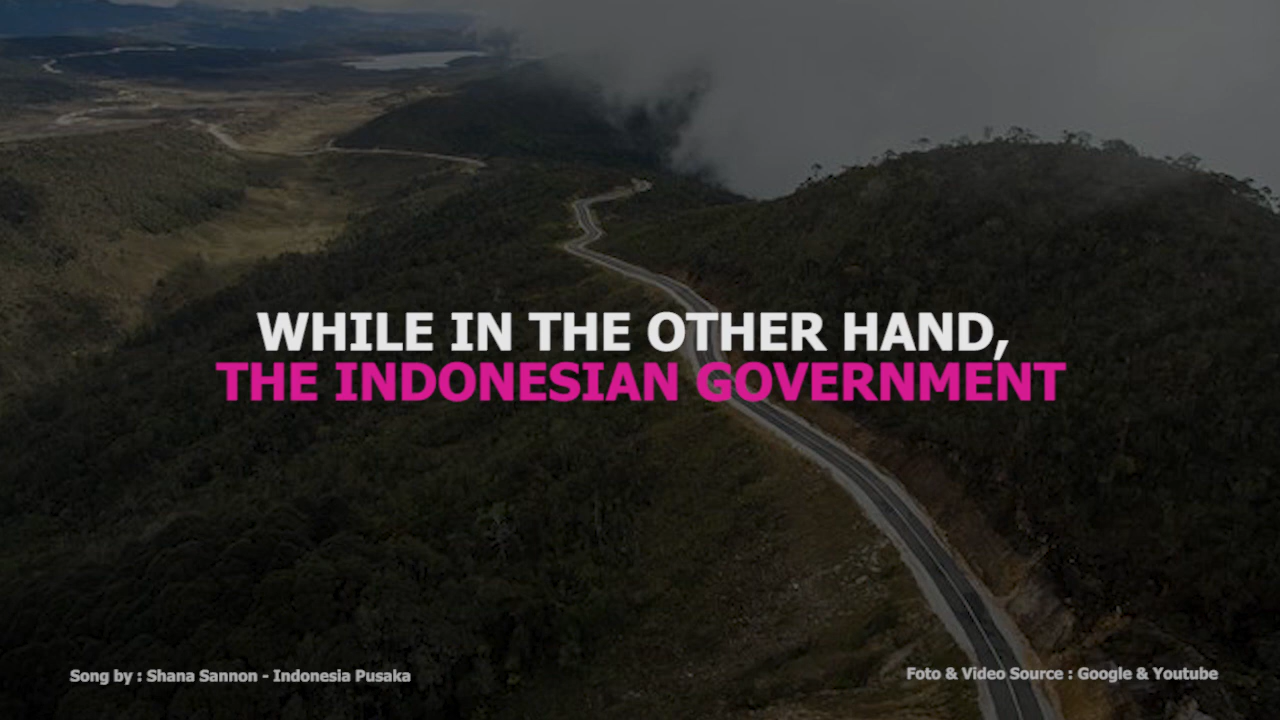 WHILE IN THE OTHER HAND,
THE INDONESIAN GOVERNMENT
Song by : Shana Sannon - Indonesia Pusaka
Foto & Video Source : Google & Youtube